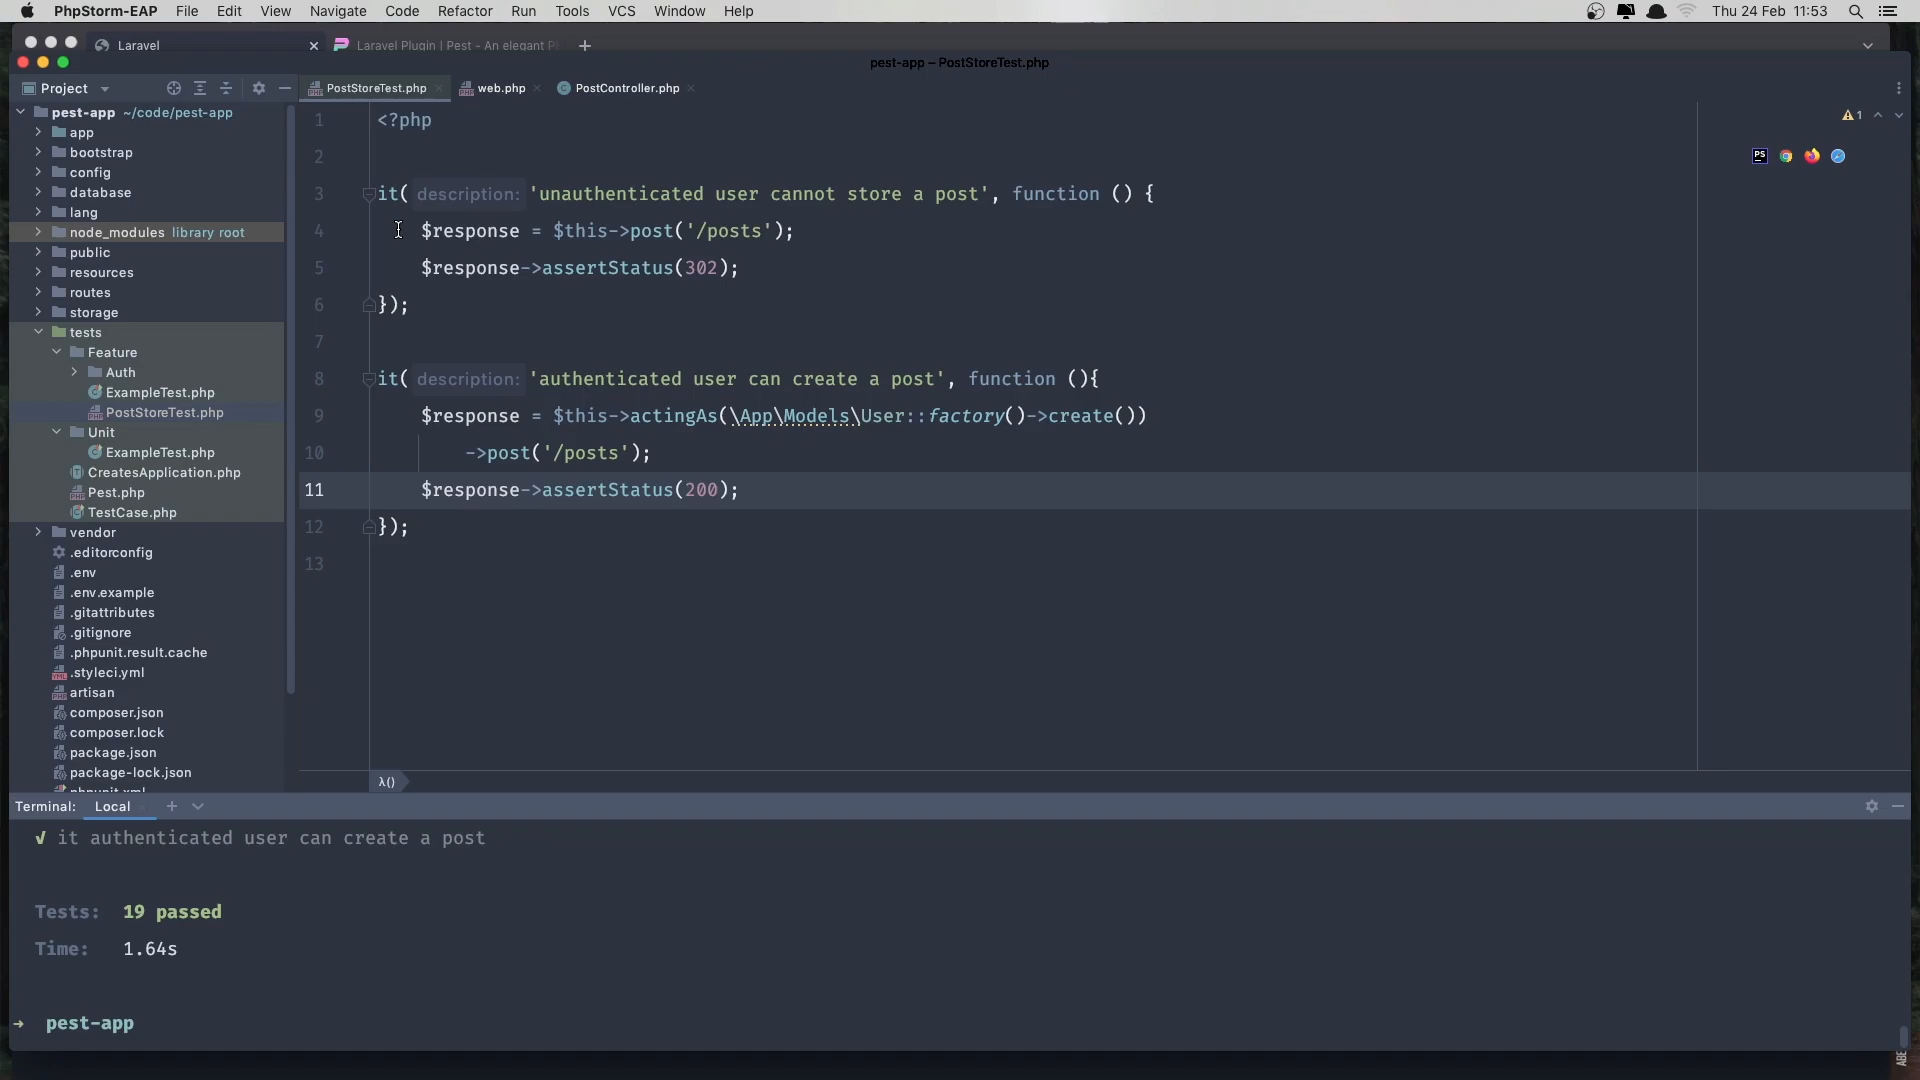 PhpStorm-EAP File Edit View Navigate Code Refactor Run Tools VCS Window Help Thu 24 Feb 11:53
Laravel Laravel Plugin | Pest - An elegant P
pest-app – PostStoreTest.php
Project PostStoreTest.php web.php PostController.php
pest-app ~/code/pest-app
app
bootstrap
config
database
lang
node_modules library root
public
resources
routes
storage
tests
Feature
Auth
ExampleTest.php
PostStoreTest.php
Unit
ExampleTest.php
CreatesApplication.php
Pest.php
TestCase.php
vendor
.editorconfig
.env
.env.example
.gitattributes
.gitignore
.phpunit.result.cache
.styleci.yml
artisan
composer.json
composer.lock
package.json
package-lock.json
phpunit.xml
1 <?php
2
3 it( description: 'unauthenticated user cannot store a post', function () {
4 $response = $this->post('/posts');
5 $response->assertStatus(302);
6 });
7
8 it( description: 'authenticated user can create a post', function (){
9 $response = $this->actingAs(\App\Models\User::factory()->create())
10 ->post('/posts');
11 $response->assertStatus(200);
12 });
13
1
PS
λ()
Terminal: Local
√ it authenticated user can create a post
Tests: 19 passed
Time: 1.64s
→ pest-app